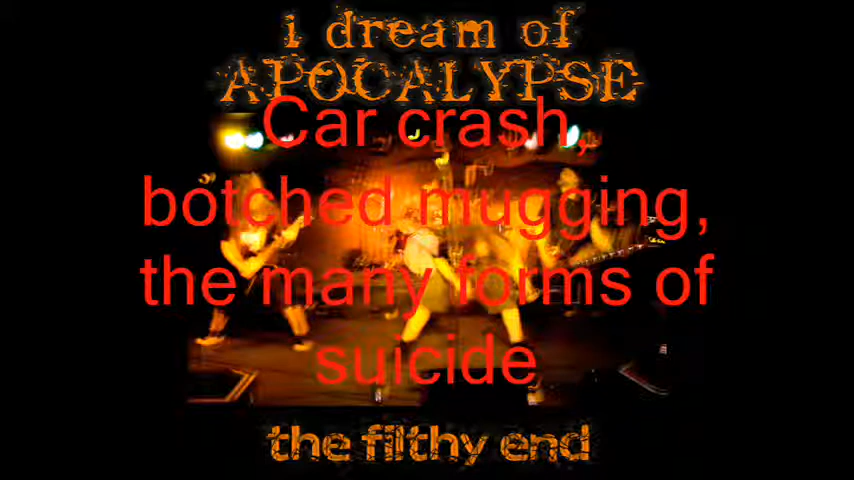 i dream of
APOCALYPSE
Car crash,
botched mugging,
the many forms of
suicide
the filthy end